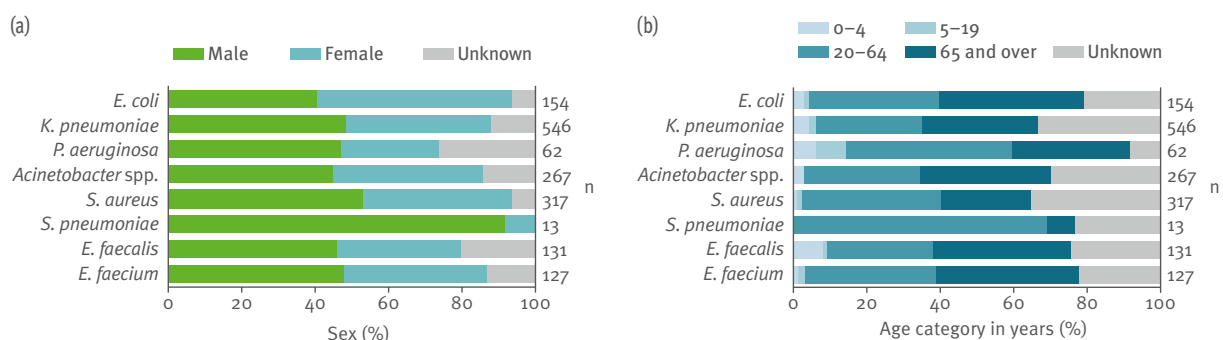 (a)
Male Female Unknown
E. coli 154
K. pneumoniae 546
P. aeruginosa 62
Acinetobacter spp. 267
S. aureus 317
S. pneumoniae 13
E. faecalis 131
E. faecium 127
n
0 20 40 60 80 100
Sex (%)
(b)
0–4 5–19
20–64 65 and over Unknown
E. coli 154
K. pneumoniae 546
P. aeruginosa 62
Acinetobacter spp. 267
S. aureus 317
S. pneumoniae 13
E. faecalis 131
E. faecium 127
n
0 20 40 60 80 100
Age category in years (%)